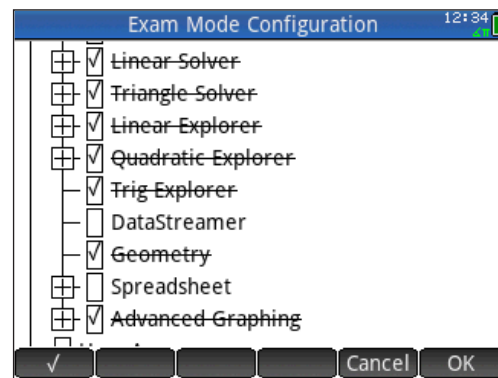 Exam Mode Configuration 12:34
∡π
Linear Solver
Triangle Solver
Linear Explorer
Quadratic Explorer
Trig Explorer
DataStreamer
Geometry
Spreadsheet
Advanced Graphing
√ Cancel OK